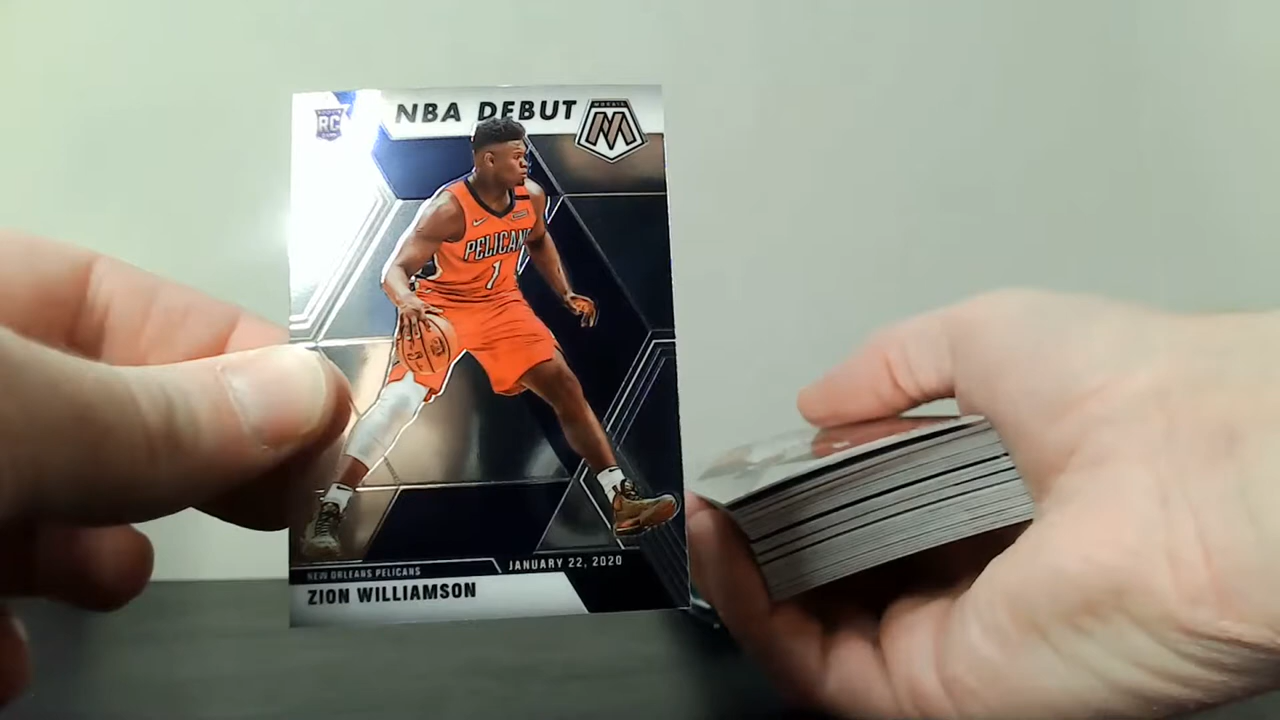 NBA DEBUT
RC
MOSAIC
PELICANS
1
NEW ORLEANS PELICANS
JANUARY 22, 2020
ZION WILLIAMSON